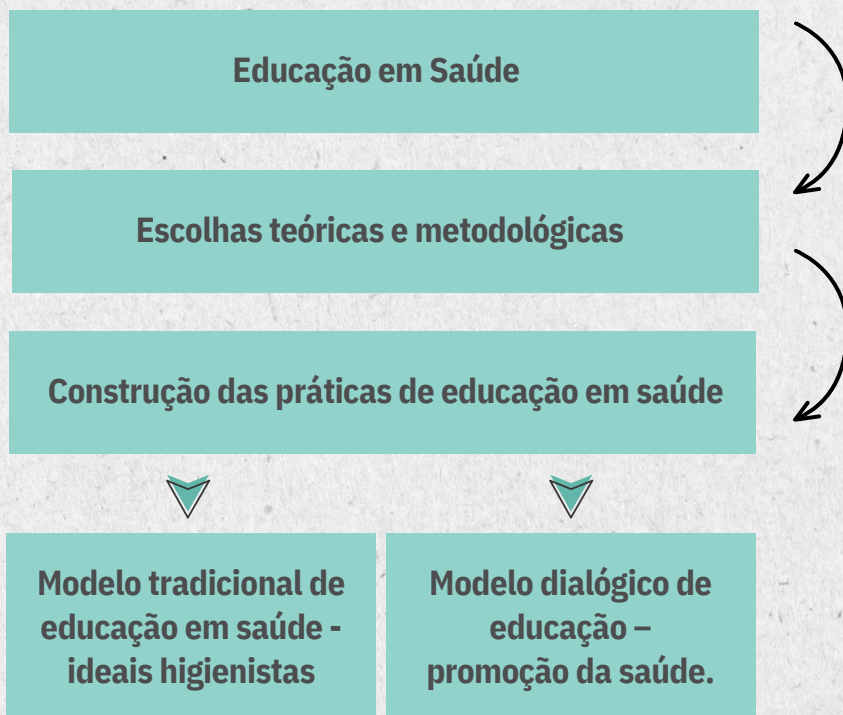 Educação em Saúde
Escolhas teóricas e metodológicas
Construção das práticas de educação em saúde
Modelo tradicional de
educação em saúde -
ideais higienistas
Modelo dialógico de
educação –
promoção da saúde.